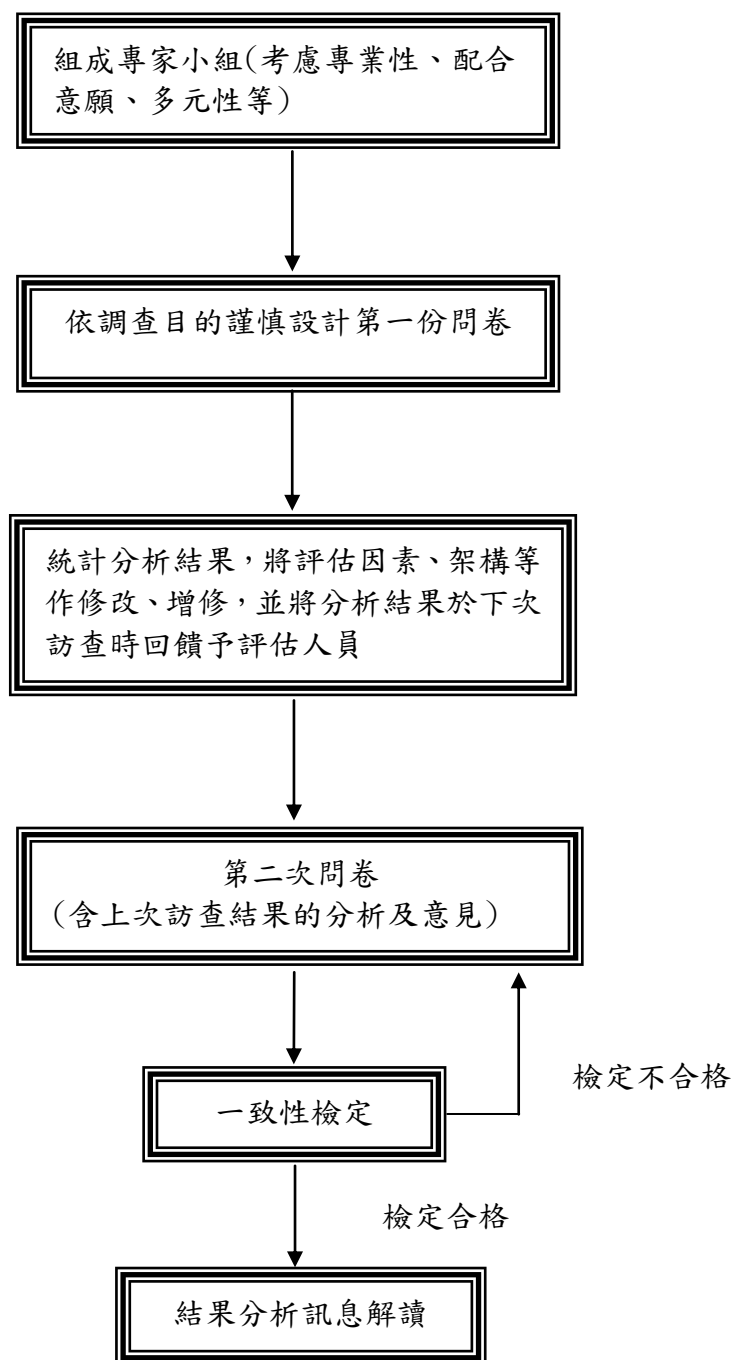 組成專家小組(考慮專業性、配合
意願、多元性等)
依調查目的謹慎設計第一份問卷
統計分析結果，將評估因素、架構等
作修改、增修，並將分析結果於下次
訪查時回饋予評估人員
第二次問卷
(含上次訪查結果的分析及意見)
檢定不合格
一致性檢定
檢定合格
結果分析訊息解讀